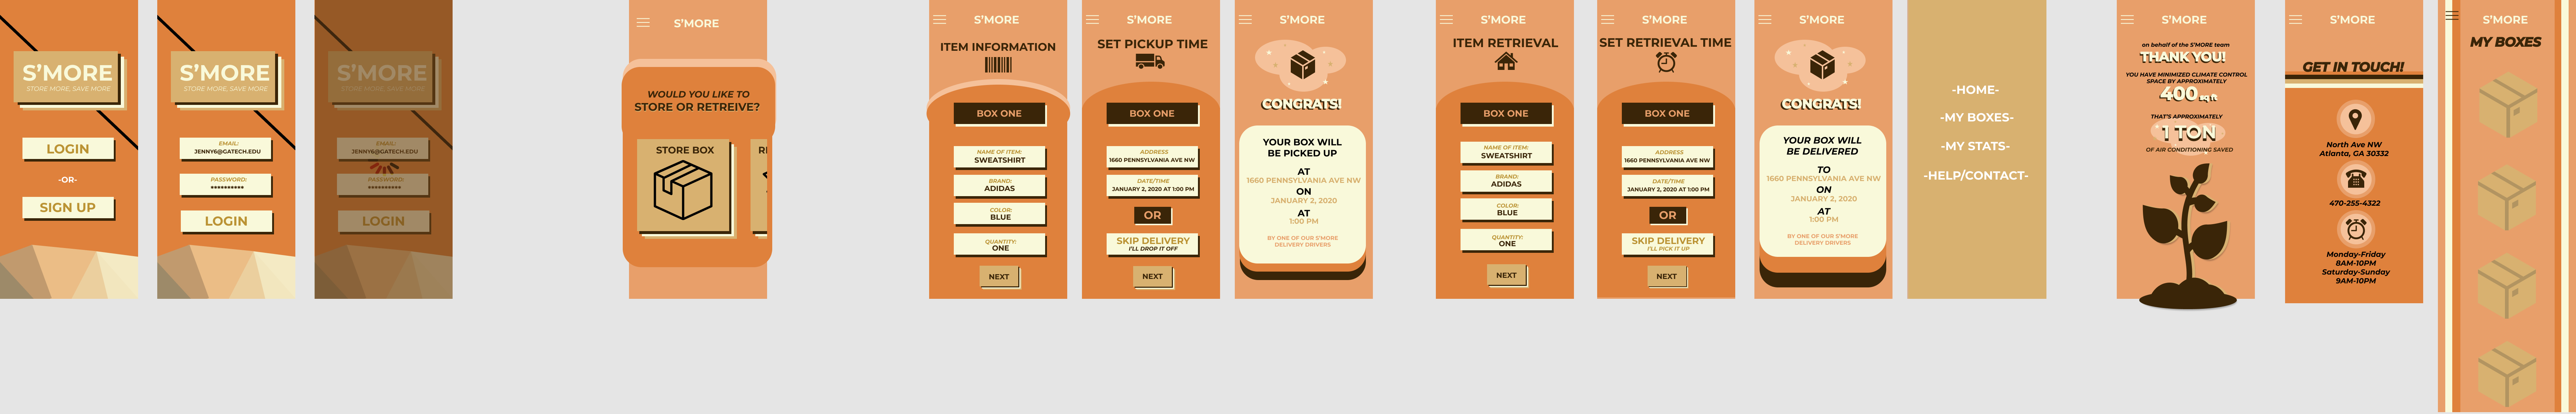 S'MORE
STORE MORE, SAVE MORE
LOGIN
-OR-
SIGN UP
S'MORE
STORE MORE, SAVE MORE
EMAIL:
JENNY6@GATECH.EDU
PASSWORD:
**********
LOGIN
S'MORE
STORE MORE, SAVE MORE
EMAIL:
JENNY6@GATECH.EDU
PASSWORD:
**********
LOGIN
S'MORE
WOULD YOU LIKE TO
STORE OR RETREIVE?
STORE BOX
S'MORE
ITEM INFORMATION
BOX ONE
NAME OF ITEM:
SWEATSHIRT
BRAND:
ADIDAS
COLOR:
BLUE
QUANTITY:
ONE
NEXT
S'MORE
SET PICKUP TIME
BOX ONE
ADDRESS
1660 PENNSYLVANIA AVE NW
DATE/TIME
JANUARY 2, 2020 AT 1:00 PM
OR
SKIP DELIVERY
I'LL DROP IT OFF
NEXT
S'MORE
CONGRATS!
YOUR BOX WILL
BE PICKED UP
AT
1660 PENNSYLVANIA AVE NW
ON
JANUARY 2, 2020
AT
1:00 PM
BY ONE OF OUR S'MORE
DELIVERY DRIVERS
S'MORE
ITEM RETRIEVAL
BOX ONE
NAME OF ITEM:
SWEATSHIRT
BRAND:
ADIDAS
COLOR:
BLUE
QUANTITY:
ONE
NEXT
S'MORE
SET RETRIEVAL TIME
BOX ONE
ADDRESS
1660 PENNSYLVANIA AVE NW
DATE/TIME
JANUARY 2, 2020 AT 1:00 PM
OR
SKIP DELIVERY
I'LL PICK IT UP
NEXT
S'MORE
CONGRATS!
YOUR BOX WILL
BE DELIVERED
TO
1660 PENNSYLVANIA AVE NW
ON
JANUARY 2, 2020
AT
1:00 PM
BY ONE OF OUR S'MORE
DELIVERY DRIVERS
-HOME-
-MY BOXES-
-MY STATS-
-HELP/CONTACT-
S'MORE
on behalf of the S'MORE team
THANK YOU!
YOU HAVE MINIMIZED CLIMATE CONTROL
SPACE BY APPROXIMATELY
400 sq ft
THAT'S APPROXIMATELY
1 TON
OF AIR CONDITIONING SAVED
S'MORE
GET IN TOUCH!
North Ave NW
Atlanta, GA 30332
470-255-4322
Monday-Friday
8AM-10PM
Saturday-Sunday
9AM-10PM
S'MORE
MY BOXES